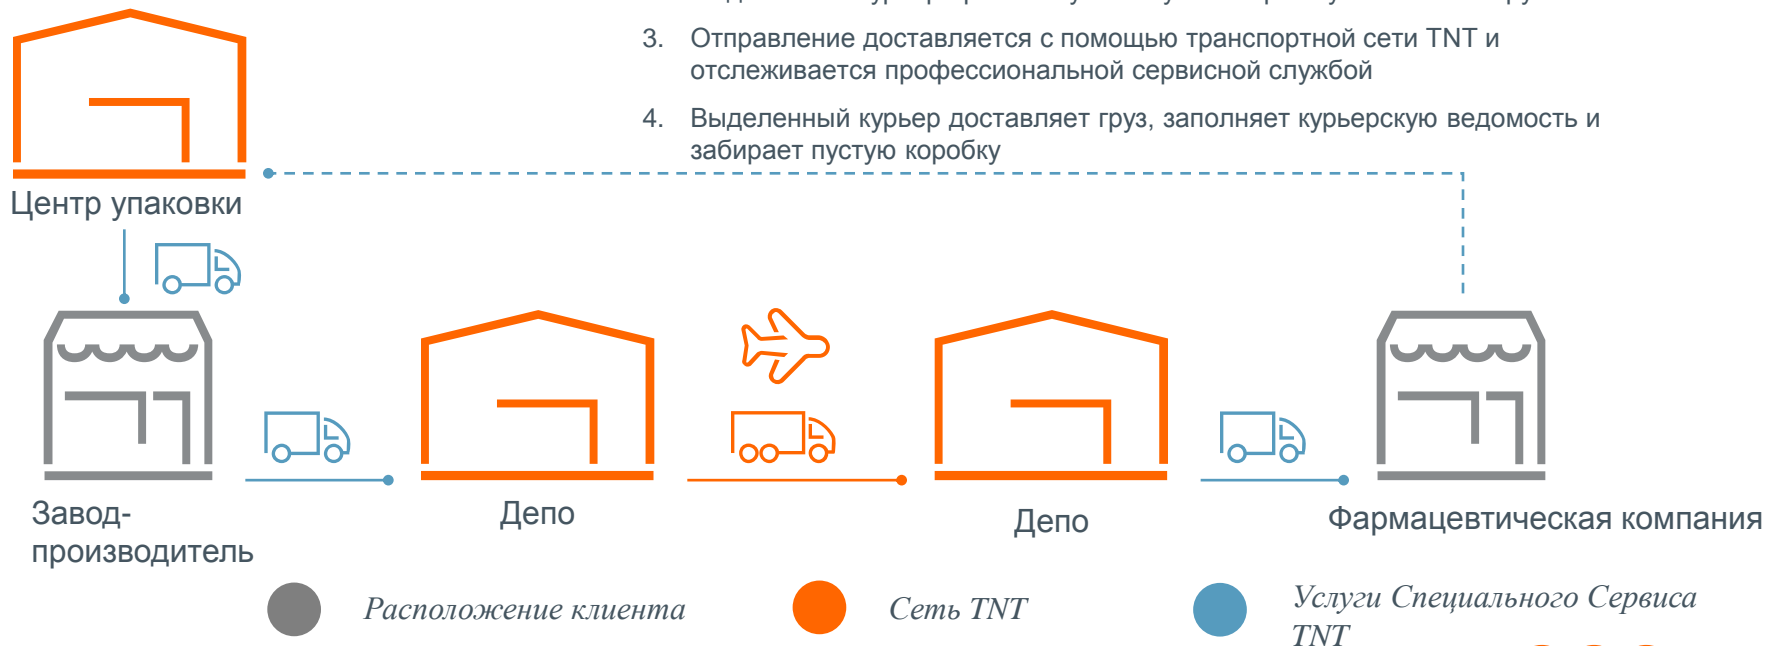 3. Отправление доставляется с помощью транспортной сети TNT и
отслеживается профессиональной сервисной службой
4. Выделенный курьер доставляет груз, заполняет курьерскую ведомость и
забирает пустую коробку
Центр упаковки
Завод-
производитель
Депо
Депо
Фармацевтическая компания
Расположение клиента
Сеть TNT
Услуги Специального Сервиса
TNT